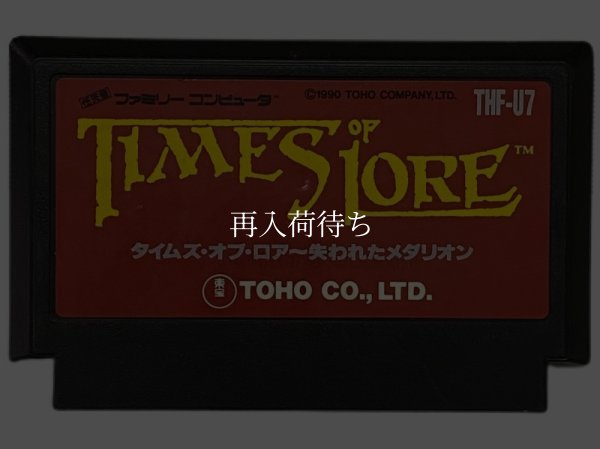 任天堂 ファミリーコンピュータ ©1990 TOHO COMPANY, LTD. THF-U7
TIMES OF LORE™
再入荷待ち
タイムズ・オブ・ロア～失われたメダリオン
東宝 TOHO CO., LTD.